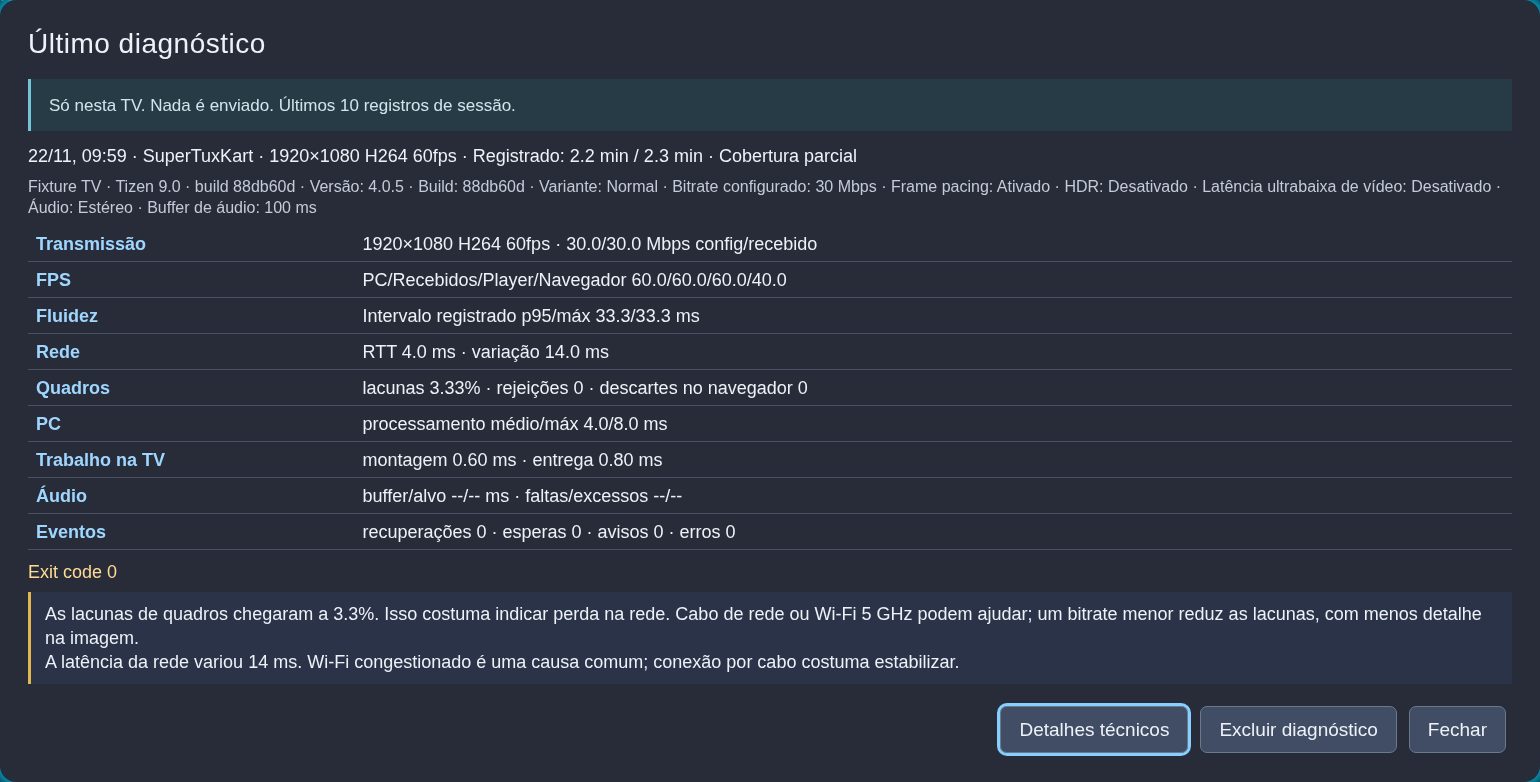 Último diagnóstico
Só nesta TV. Nada é enviado. Últimos 10 registros de sessão.
22/11, 09:59 · SuperTuxKart · 1920×1080 H264 60fps · Registrado: 2.2 min / 2.3 min · Cobertura parcial
Fixture TV · Tizen 9.0 · build 88db60d · Versão: 4.0.5 · Build: 88db60d · Variante: Normal · Bitrate configurado: 30 Mbps · Frame pacing: Ativado · HDR: Desativado · Latência ultrabaixa de vídeo: Desativado ·
Áudio: Estéreo · Buffer de áudio: 100 ms
Transmissão 1920×1080 H264 60fps · 30.0/30.0 Mbps config/recebido
FPS PC/Recebidos/Player/Navegador 60.0/60.0/60.0/40.0
Fluidez Intervalo registrado p95/máx 33.3/33.3 ms
Rede RTT 4.0 ms · variação 14.0 ms
Quadros lacunas 3.33% · rejeições 0 · descartes no navegador 0
PC processamento médio/máx 4.0/8.0 ms
Trabalho na TV montagem 0.60 ms · entrega 0.80 ms
Áudio buffer/alvo --/-- ms · faltas/excessos --/--
Eventos recuperações 0 · esperas 0 · avisos 0 · erros 0
Exit code 0
As lacunas de quadros chegaram a 3.3%. Isso costuma indicar perda na rede. Cabo de rede ou Wi-Fi 5 GHz podem ajudar; um bitrate menor reduz as lacunas, com menos detalhe
na imagem.
A latência da rede variou 14 ms. Wi-Fi congestionado é uma causa comum; conexão por cabo costuma estabilizar.
Detalhes técnicos Excluir diagnóstico Fechar